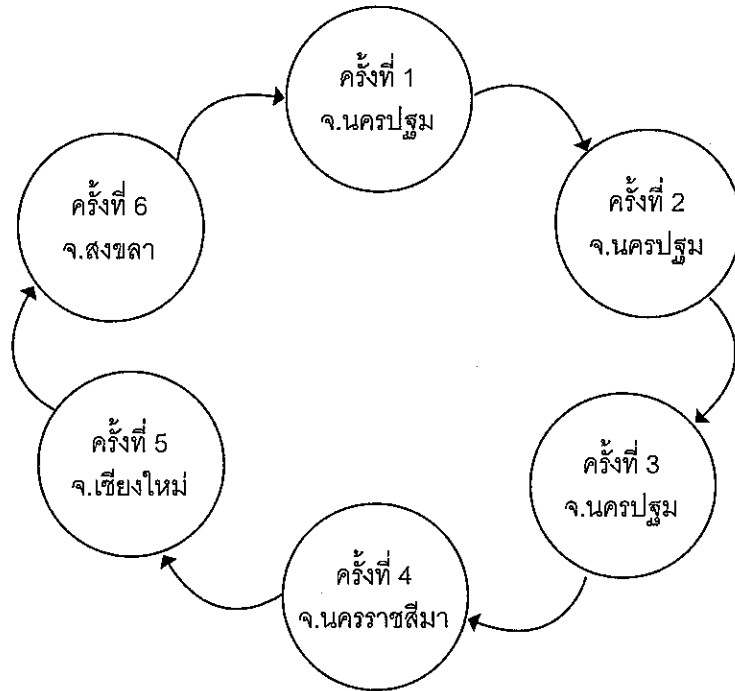 ครั้งที่ 1
จ.นครปฐม
ครั้งที่ 2
จ.นครปฐม
ครั้งที่ 3
จ.นครปฐม
ครั้งที่ 4
จ.นครราชสีมา
ครั้งที่ 5
จ.เชียงใหม่
ครั้งที่ 6
จ.สงขลา